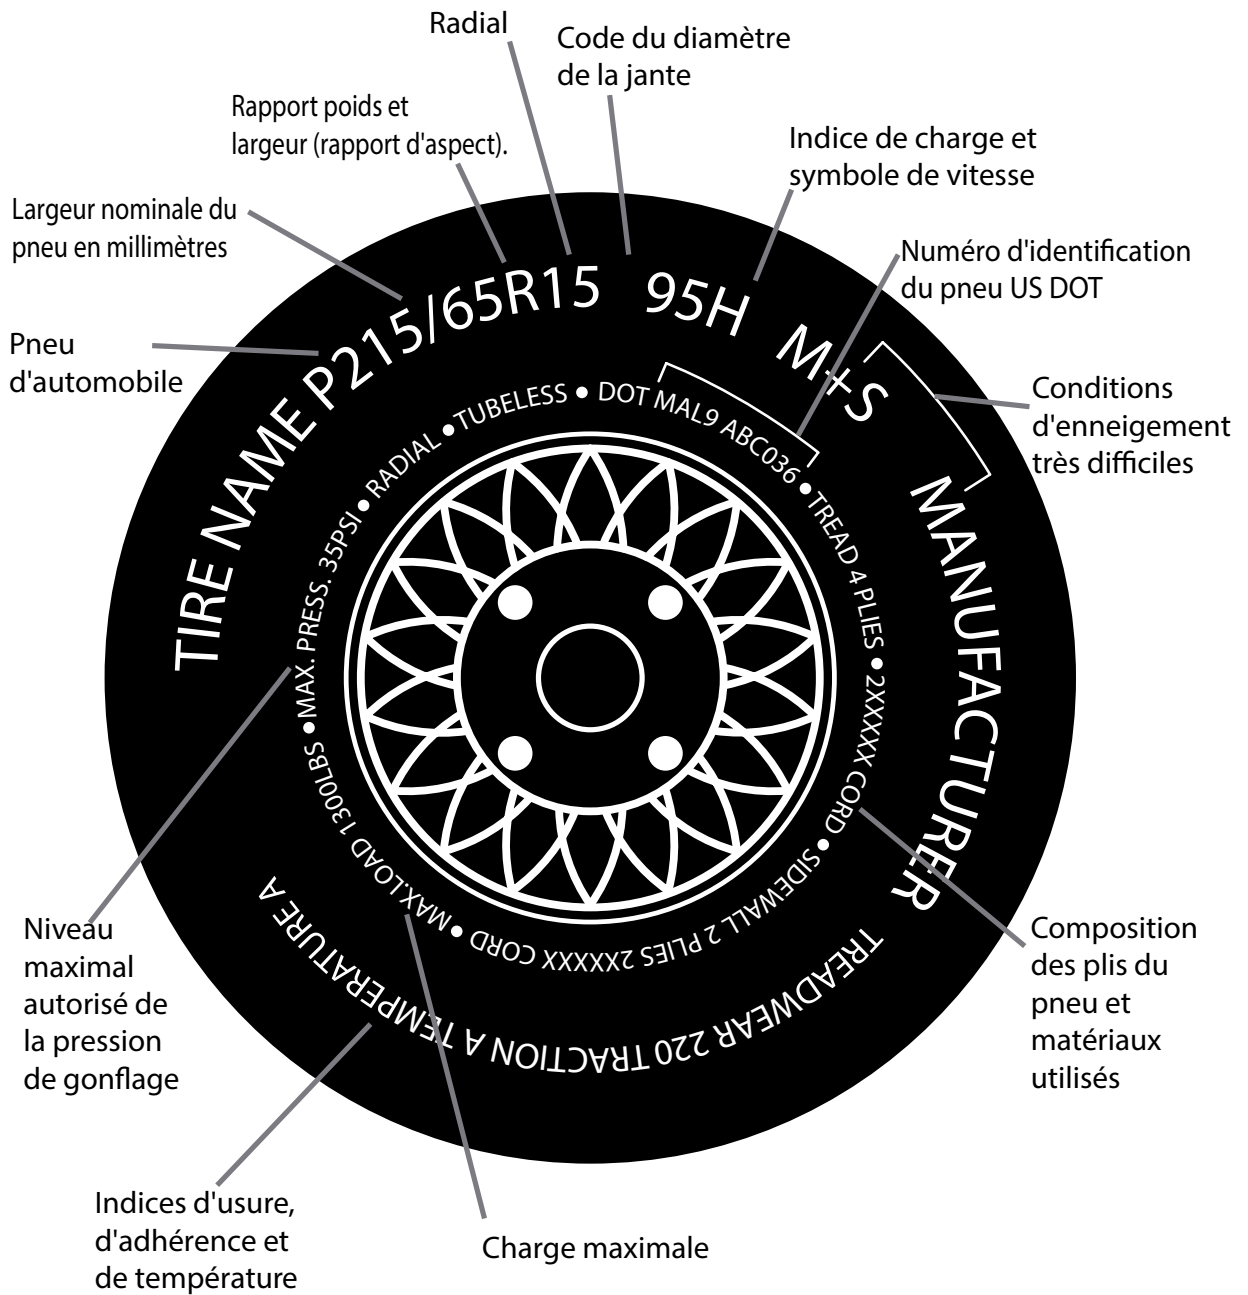 Radial
Code du diamètre
de la jante
Rapport poids et
largeur (rapport d'aspect).
Indice de charge et
symbole de vitesse
Largeur nominale du
pneu en millimètres
Numéro d'identification
du pneu US DOT
Pneu
d'automobile
Conditions
d'enneigement
très difficiles
TIRE NAME P215/65R15 95H M+S MANUFACTURER
TREADWEAR 220 TRACTION A TEMPERATURE A
MAX. PRESS. 35PSI • RADIAL • TUBELESS • DOT MAL9 ABC036 • TREAD 4 PLIES • 2XXXXX CORD • SIDEWALL 2 PLIES 2XXXXX CORD • MAX.LOAD 1300LBS •
Niveau
maximal
autorisé de
la pression
de gonflage
Composition
des plis du
pneu et
matériaux
utilisés
Indices d'usure,
d'adhérence et
de température
Charge maximale